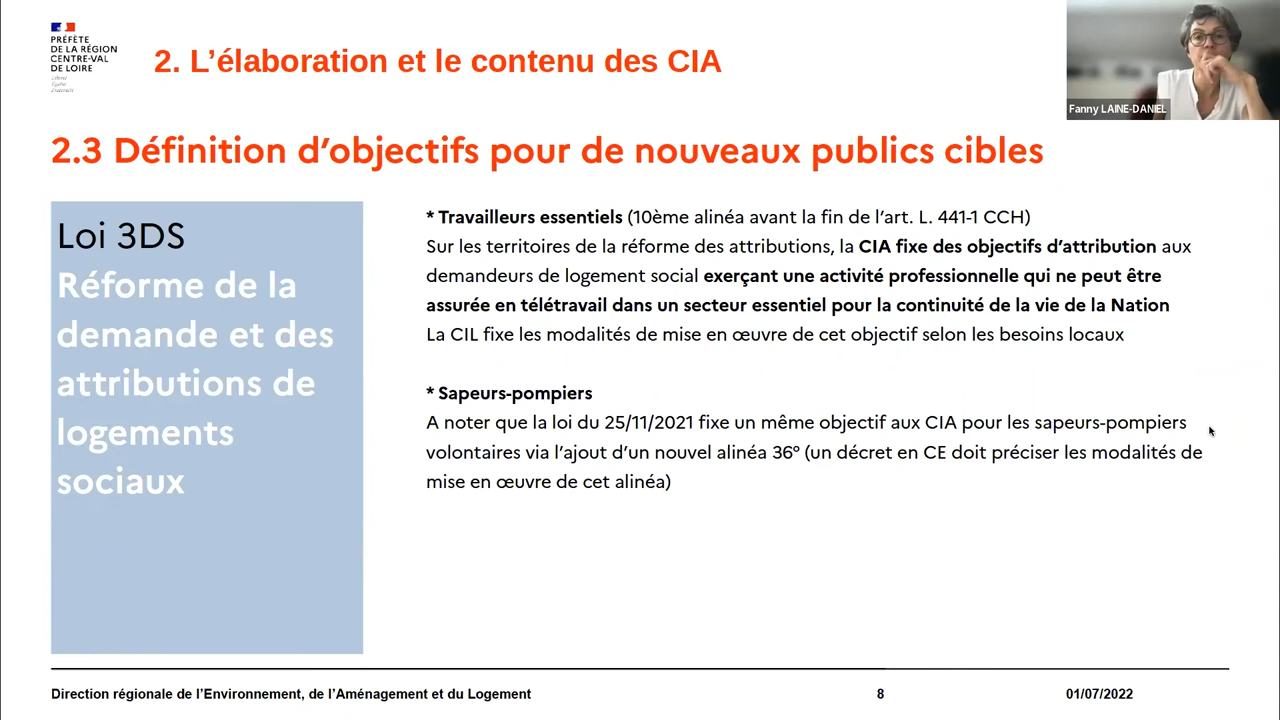 PRÉFÈTE
DE LA RÉGION
CENTRE-VAL
DE LOIRE
Liberté
Égalité
Fraternité
2. L’élaboration et le contenu des CIA
Fanny LAINE-DANIEL
2.3 Définition d’objectifs pour de nouveaux publics cibles
Loi 3DS
Réforme de la
demande et des
attributions de
logements
sociaux
* Travailleurs essentiels (10ème alinéa avant la fin de l’art. L. 441-1 CCH)
Sur les territoires de la réforme des attributions, la CIA fixe des objectifs d’attribution aux
demandeurs de logement social exerçant une activité professionnelle qui ne peut être
assurée en télétravail dans un secteur essentiel pour la continuité de la vie de la Nation
La CIL fixe les modalités de mise en œuvre de cet objectif selon les besoins locaux
* Sapeurs-pompiers
A noter que la loi du 25/11/2021 fixe un même objectif aux CIA pour les sapeurs-pompiers
volontaires via l’ajout d’un nouvel alinéa 36° (un décret en CE doit préciser les modalités de
mise en œuvre de cet alinéa)
Direction régionale de l’Environnement, de l’Aménagement et du Logement
8
01/07/2022